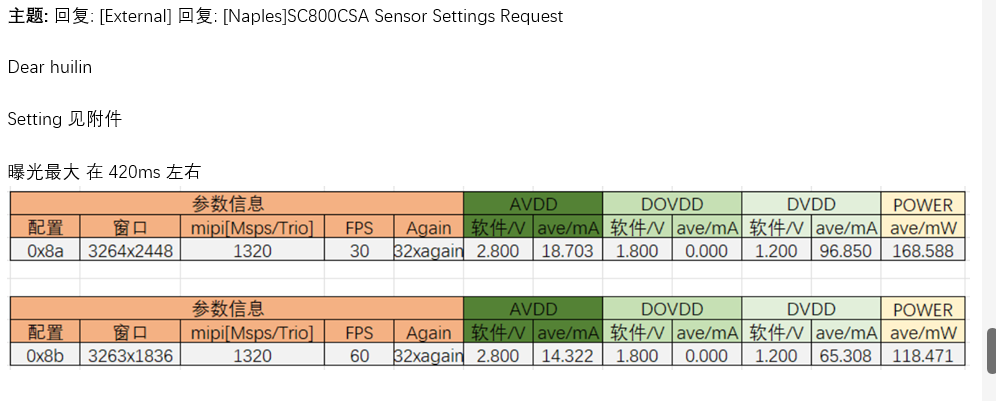 主题: 回复: [External] 回复: [Naples]SC800CSA Sensor Settings Request
Dear huilin
Setting 见附件
曝光最大 在 420ms 左右
参数信息 AVDD DOVDD DVDD POWER
配置 窗口 mipi[Msps/Trio] FPS Again 软件/V ave/mA 软件/V ave/mA 软件/V ave/mA ave/mW
0x8a 3264x2448 1320 30 32xagain 2.800 18.703 1.800 0.000 1.200 96.850 168.588
参数信息 AVDD DOVDD DVDD POWER
配置 窗口 mipi[Msps/Trio] FPS Again 软件/V ave/mA 软件/V ave/mA 软件/V ave/mA ave/mW
0x8b 3263x1836 1320 60 32xagain 2.800 14.322 1.800 0.000 1.200 65.308 118.471